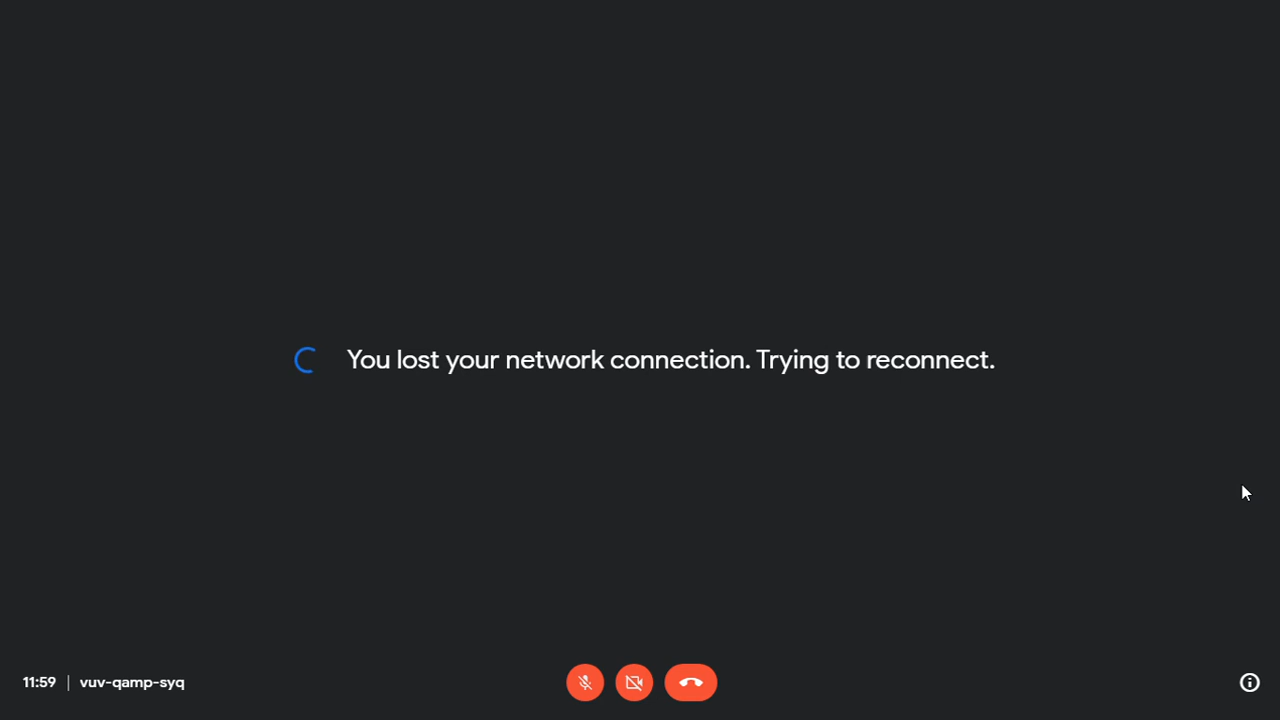 You lost your network connection. Trying to reconnect.
11:59 | vuv-qamp-syq